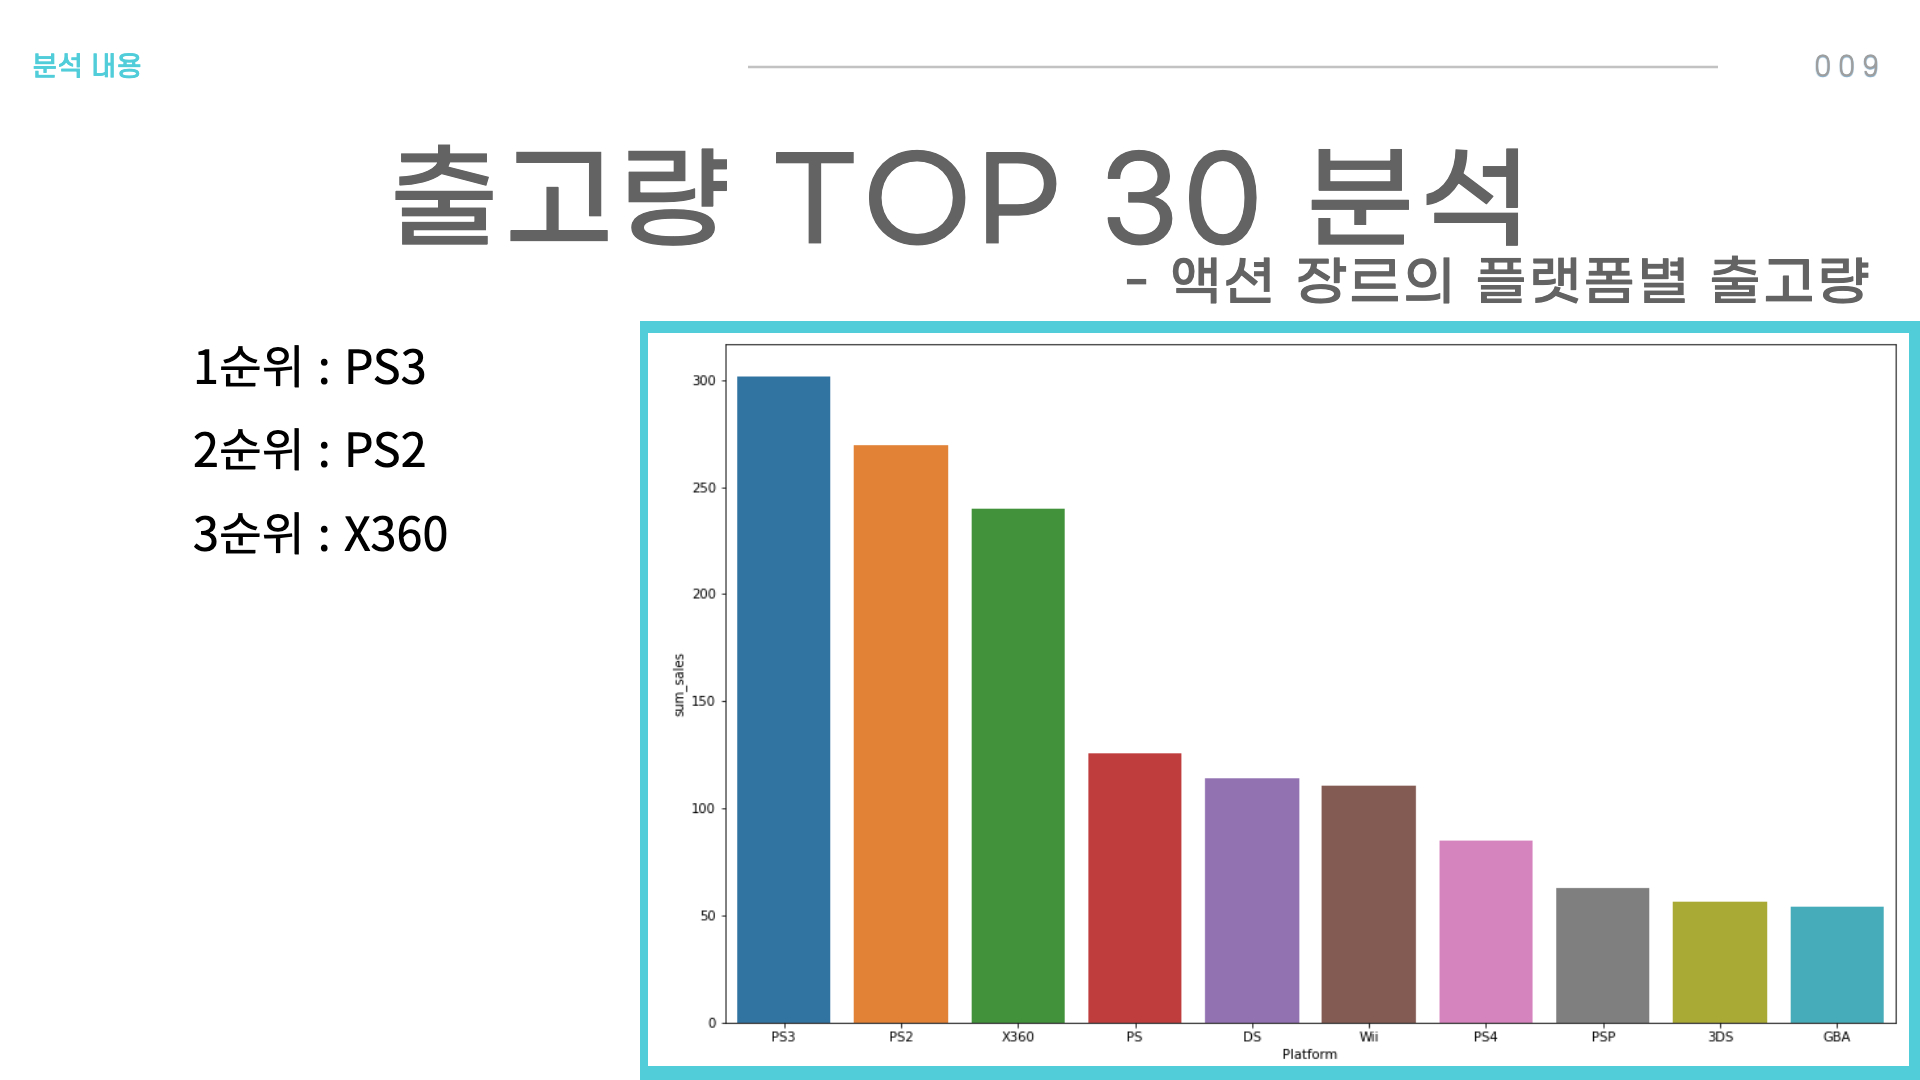 분석 내용
009
출고량 TOP 30 분석
- 액션 장르의 플랫폼별 출고량
1순위 : PS3
2순위 : PS2
3순위 : X360
300
250
200
150
100
50
0
sum_sales
PS3 PS2 X360 PS DS Wii PS4 PSP 3DS GBA
Platform